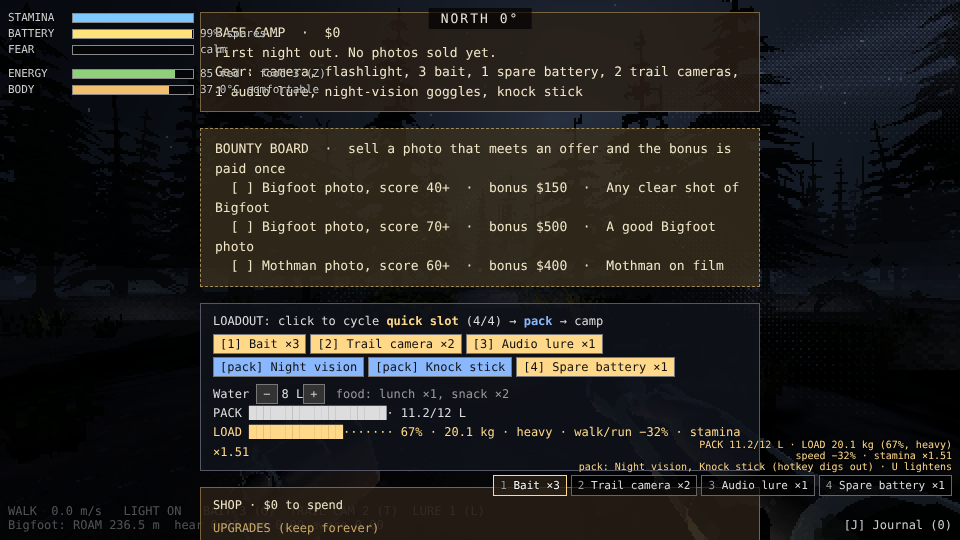 NORTH 0°
STAMINA
BATTERY 99% spares
FEAR calm
ENERGY 85
BODY 37.0°C comfortable
BASE CAMP · $0
First night out. No photos sold yet.
Gear: camera, flashlight, 3 bait, 1 spare battery, 2 trail cameras,
1 audio lure, night-vision goggles, knock stick
BOUNTY BOARD · sell a photo that meets an offer and the bonus is
paid once
[ ] Bigfoot photo, score 40+ · bonus $150 · Any clear shot of
Bigfoot
[ ] Bigfoot photo, score 70+ · bonus $500 · A good Bigfoot
photo
[ ] Mothman photo, score 60+ · bonus $400 · Mothman on film
LOADOUT: click to cycle quick slot (4/4) → pack → camp
[1] Bait ×3 [2] Trail camera ×2 [3] Audio lure ×1
[pack] Night vision [pack] Knock stick [4] Spare battery ×1
Water − 8 L + food: lunch ×1, snack ×2
PACK · 11.2/12 L
LOAD ······· 67% · 20.1 kg · heavy · walk/run −32% · stamina
×1.51
PACK 11.2/12 L · LOAD 20.1 kg (67%, heavy)
speed −32% · stamina ×1.51
pack: Night vision, Knock stick (hotkey digs out) · U lightens
1 Bait ×3 2 Trail camera ×2 3 Audio lure ×1 4 Spare battery ×1
SHOP · $0 to spend
UPGRADES (keep forever)
WALK 0.0 m/s LIGHT ON LURE 1 (L)
Bigfoot: ROAM 236.5 m
[J] Journal (0)